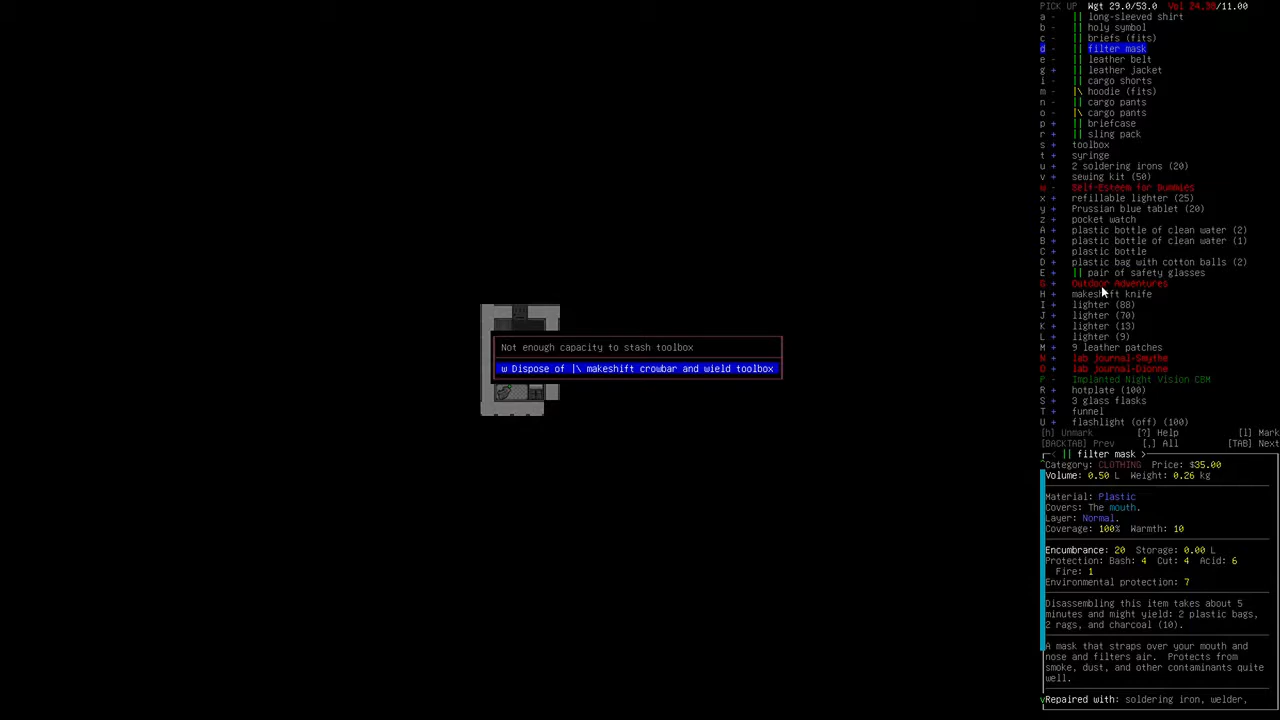 PICK UP Wgt 29.0/53.0 Vol 24.38/11.00
a - || long-sleeved shirt
b - || holy symbol
c - || briefs (fits)
d - || filter mask
e - || leather belt
g + || leather jacket
i - || cargo shorts
m - |\ hoodie (fits)
n - || cargo pants
o - |\ cargo pants
p + || briefcase
r + || sling pack
s + toolbox
t + syringe
u + 2 soldering irons (20)
v + sewing kit (50)
w - Self-Esteem for Dummies
x + refillable lighter (25)
y + Prussian blue tablet (20)
z + pocket watch
A + plastic bottle of clean water (2)
B + plastic bottle of clean water (1)
C + plastic bottle
D + plastic bag with cotton balls (2)
E + || pair of safety glasses
G + Outdoor Adventures
H + makeshift knife
I + lighter (88)
J + lighter (70)
K + lighter (13)
L + lighter (9)
M + 9 leather patches
N + lab journal-Smythe
O + lab journal-Dionne
P - Implanted Night Vision CBM
R + hotplate (100)
S + 3 glass flasks
T + funnel
U + flashlight (off) (100)
[h] Unmark [?] Help [l] Mark
[BACKTAB] Prev [,] All [TAB] Next
< || filter mask >
Category: CLOTHING Price: $35.00
Volume: 0.50 L Weight: 0.26 kg
Material: Plastic
Covers: The mouth.
Layer: Normal.
Coverage: 100% Warmth: 10
Encumbrance: 20 Storage: 0.00 L
Protection: Bash: 4 Cut: 4 Acid: 6
Fire: 1
Environmental protection: 7
Disassembling this item takes about 5
minutes and might yield: 2 plastic bags,
2 rags, and charcoal (10).
A mask that straps over your mouth and
nose and filters air. Protects from
smoke, dust, and other contaminants quite
well.
Repaired with: soldering iron, welder,
Not enough capacity to stash toolbox
w Dispose of |\ makeshift crowbar and wield toolbox